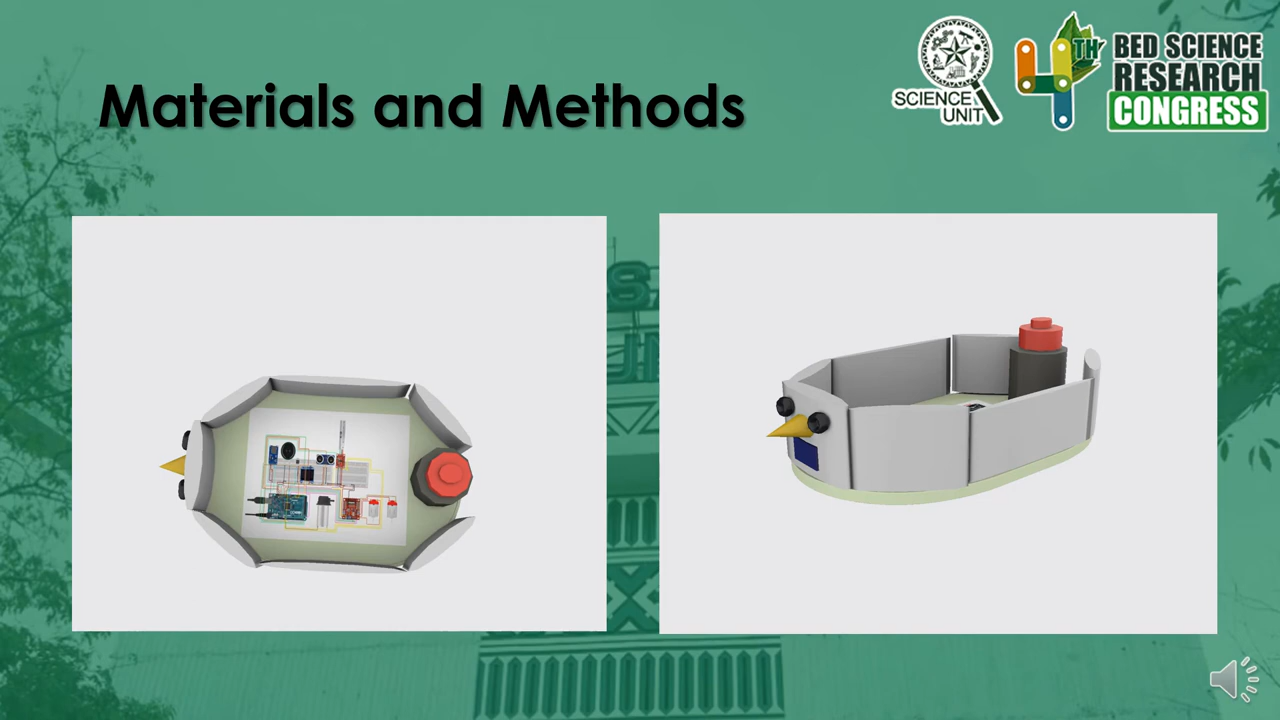 Materials and Methods
SCIENCE
UNIT
4TH
BED SCIENCE
RESEARCH
CONGRESS